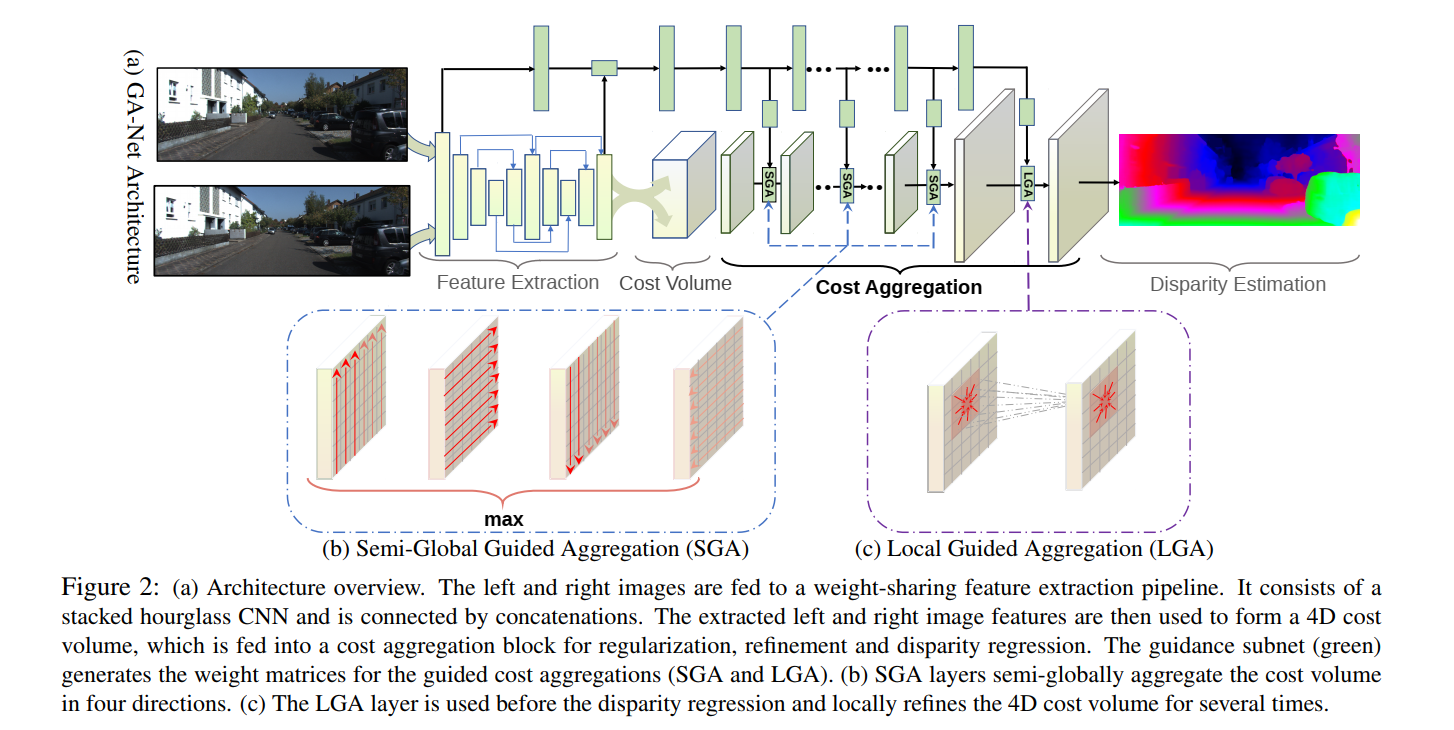 (a) GA-Net Architecture
SGA
SGA
SGA
LGA
Feature Extraction
Cost Volume
Cost Aggregation
Disparity Estimation
max
(b) Semi-Global Guided Aggregation (SGA)
(c) Local Guided Aggregation (LGA)
Figure 2: (a) Architecture overview. The left and right images are fed to a weight-sharing feature extraction pipeline. It consists of a
stacked hourglass CNN and is connected by concatenations. The extracted left and right image features are then used to form a 4D cost
volume, which is fed into a cost aggregation block for regularization, refinement and disparity regression. The guidance subnet (green)
generates the weight matrices for the guided cost aggregations (SGA and LGA). (b) SGA layers semi-globally aggregate the cost volume
in four directions. (c) The LGA layer is used before the disparity regression and locally refines the 4D cost volume for several times.